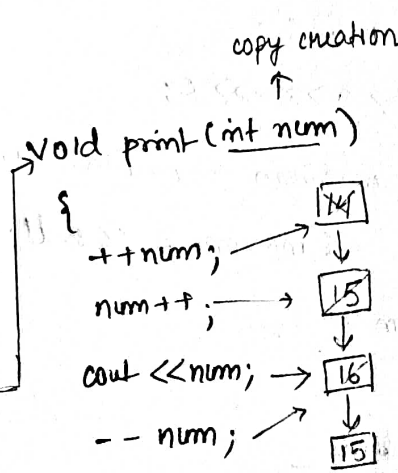 copy creation
void print (int num)
{
++num; 14
num++; 15
cout <<num; 16
-- num; 15